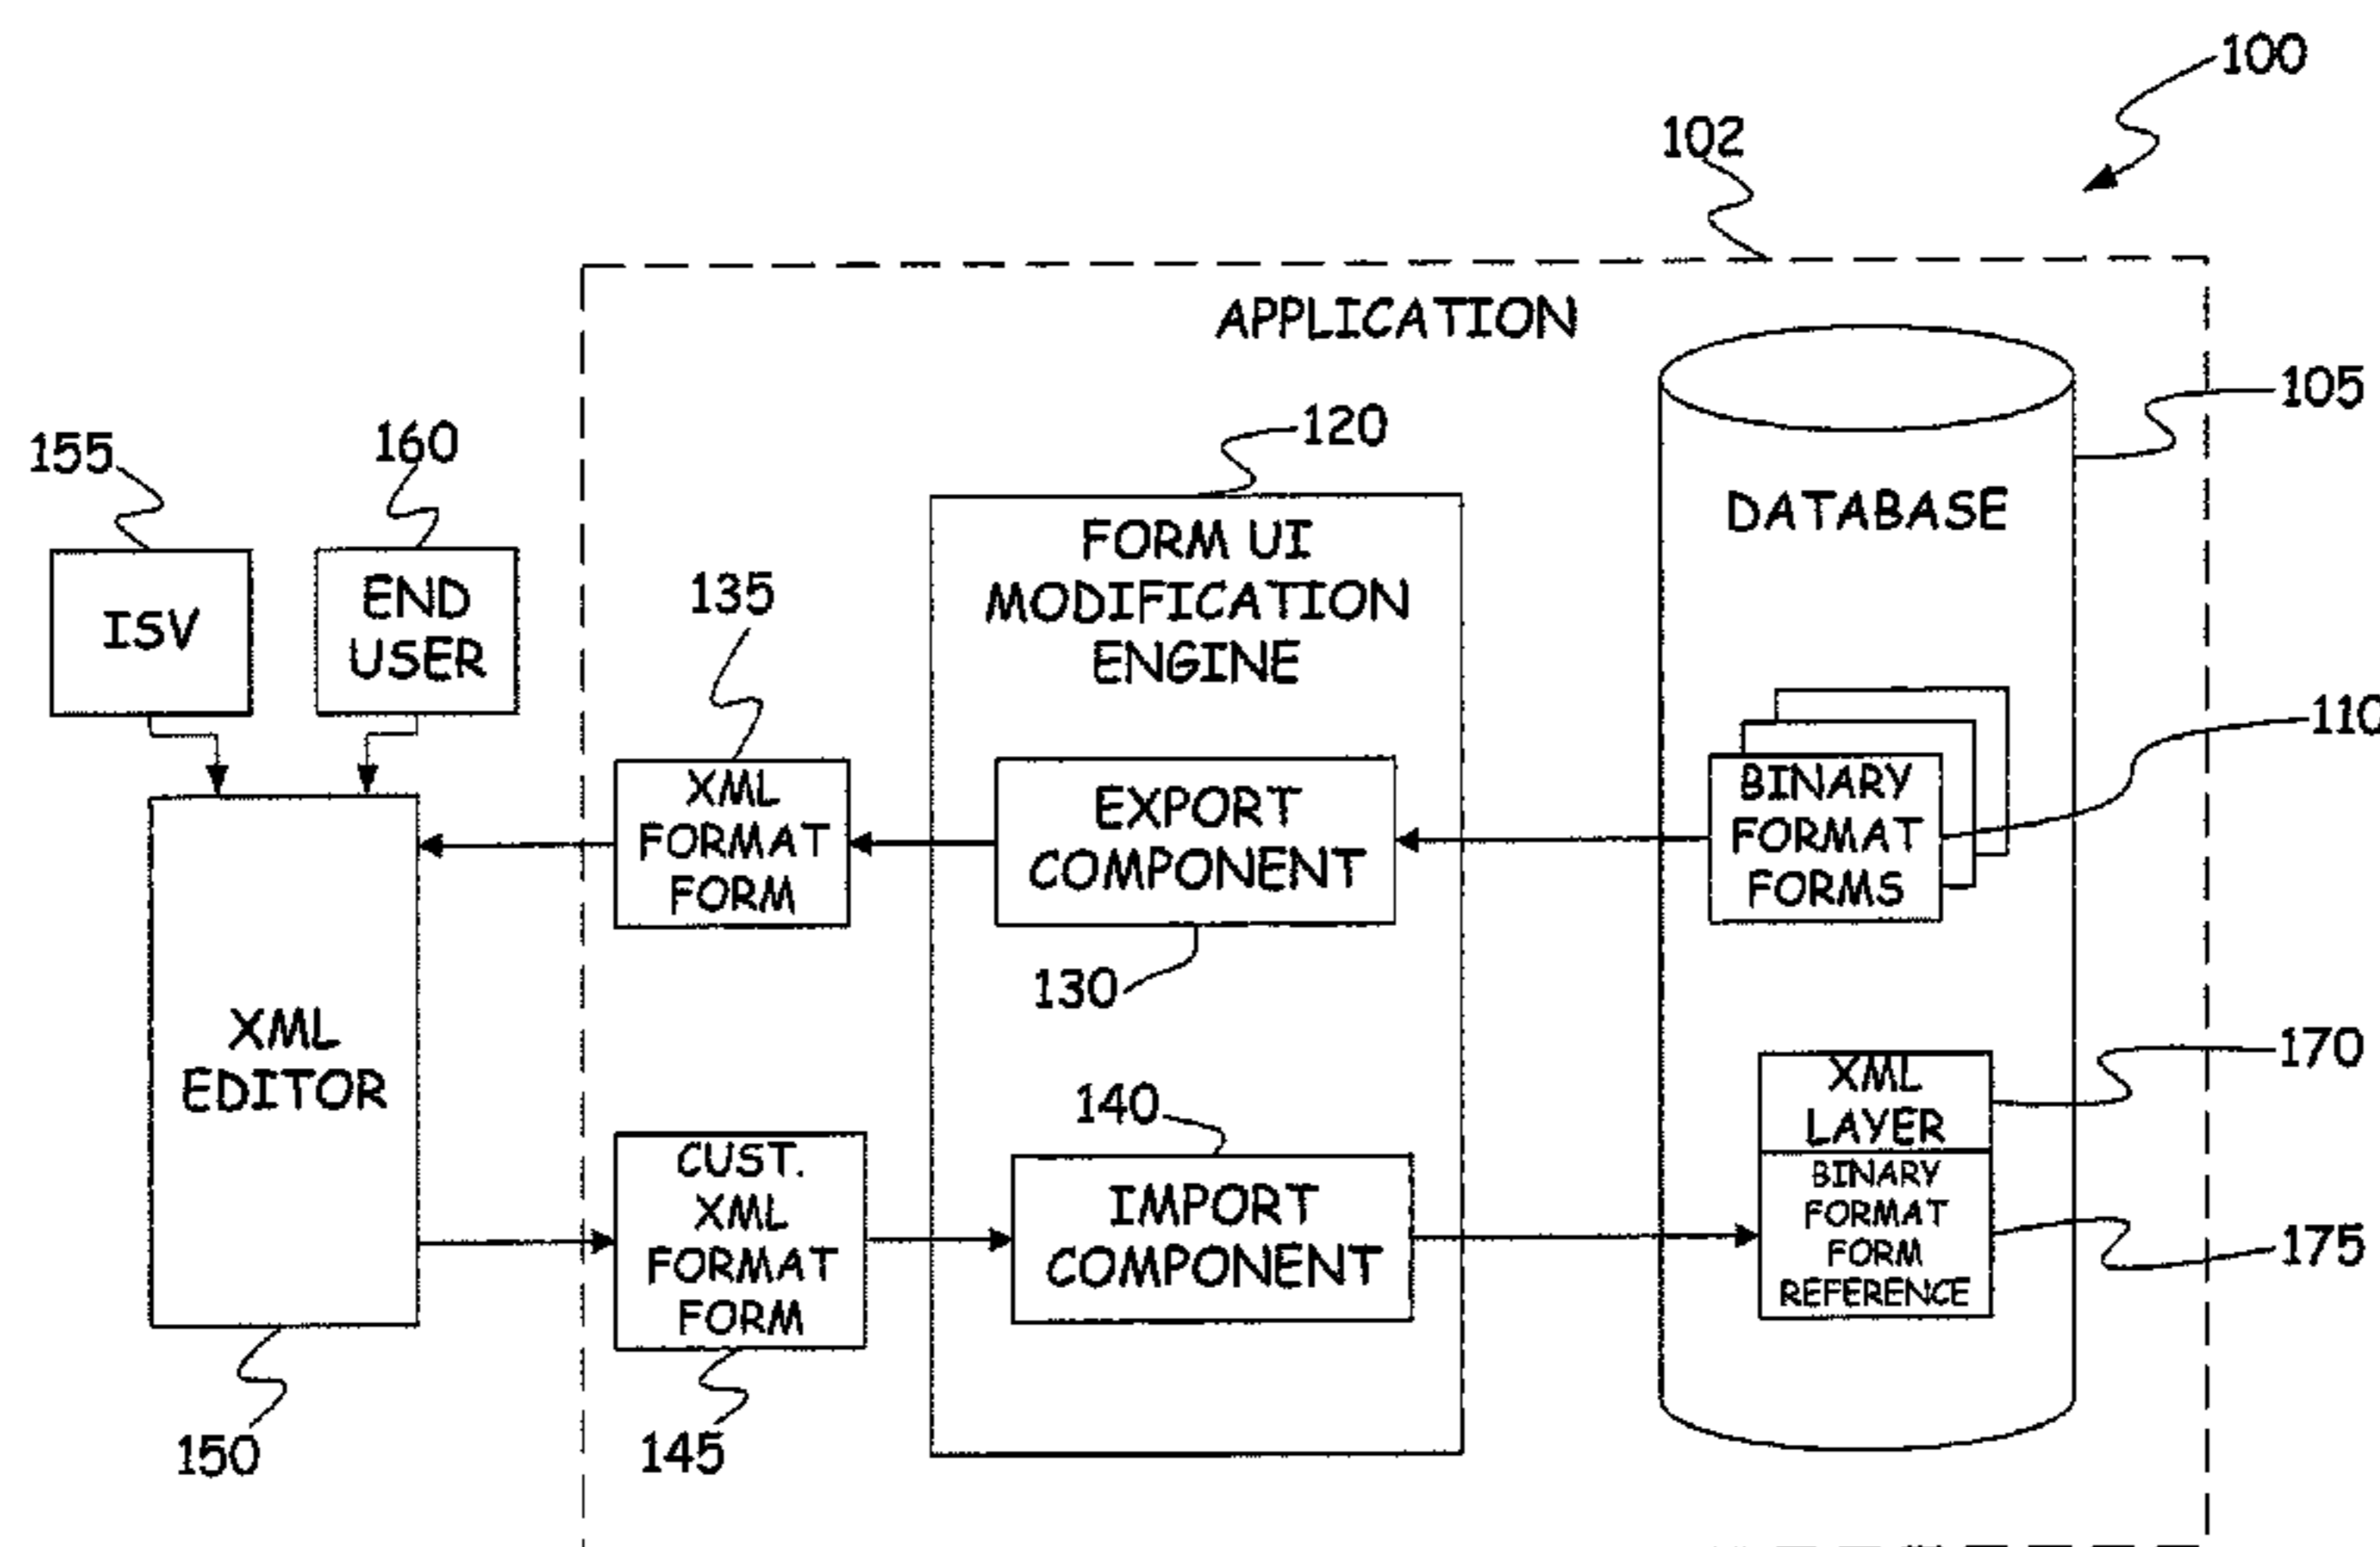 100
102
APPLICATION
105
120
155
160
DATABASE
FORM UI
MODIFICATION
ENGINE
ISV
END
USER
135
110
XML
FORMAT
FORM
EXPORT
COMPONENT
BINARY
FORMAT
FORMS
130
XML
EDITOR
170
XML
LAYER
140
CUST.
XML
FORMAT
FORM
IMPORT
COMPONENT
BINARY
FORMAT
FORM
REFERENCE
175
150
145